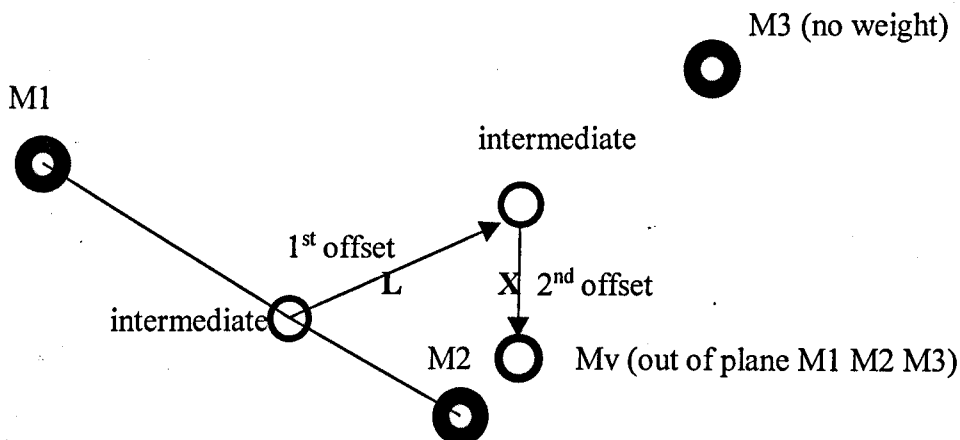 M3 (no weight)
M1
intermediate
1st offset
L
X 2nd offset
intermediate
M2
Mv (out of plane M1 M2 M3)